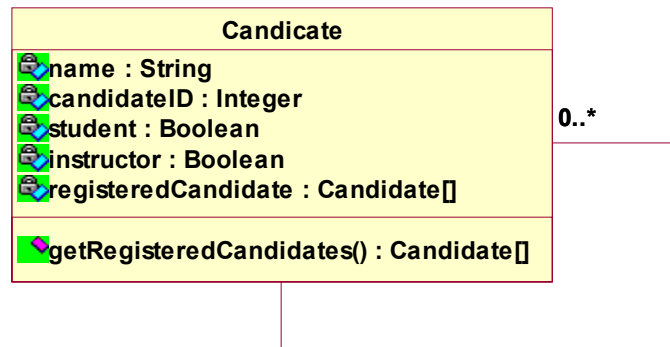 Candicate
name : String
candidateID : Integer
student : Boolean
0..*
instructor : Boolean
registeredCandidate : Candidate[]
getRegisteredCandidates() : Candidate[]